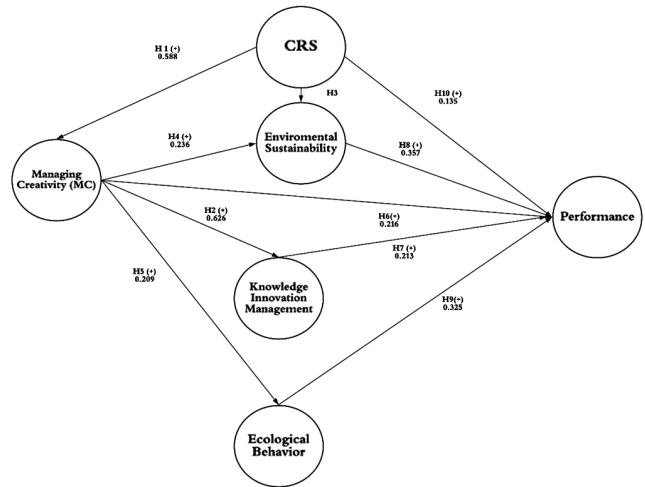 CRS
H 1 (+)
0.588
H3
H10 (+)
0.135
H4 (+)
0.236
Enviromental
Sustainability
H8 (+)
0.357
Managing
Creativity (MC)
H2 (+)
0.626
H6(+)
0.216
Performance
H7 (+)
0.213
H5 (+)
0.209
Knowledge
Innovation
Management
H9(+)
0.325
Ecological
Behavior